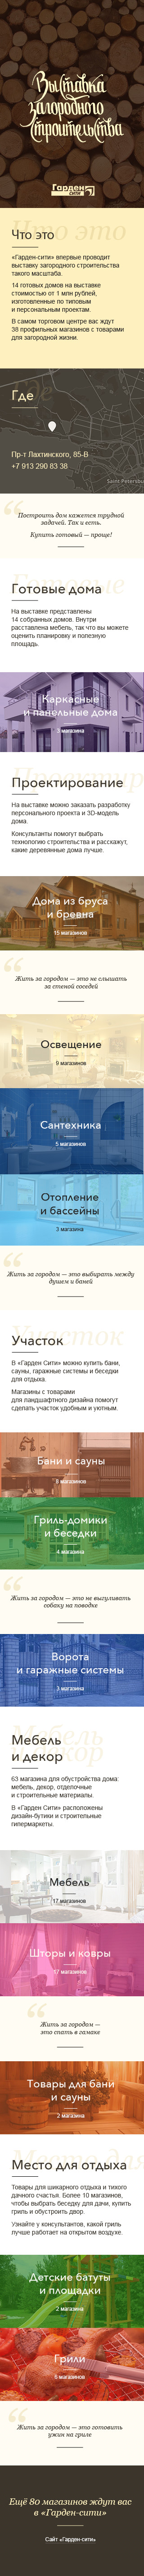 Выставка
загородного
строительства
Гарден
сити
Что это
«Гарден-сити» впервые проводит
выставку загородного строительства
такого масштаба.
14 готовых домов на выставке
стоимостью от 1 млн рублей,
изготовленные по типовым
и персональным проектам.
В самом торговом центре вас ждут
38 профильных магазинов с товарами
для загородной жизни.
Где
Пр-т Лахтинского, 85-В
+7 913 290 83 38
Saint Petersbu
Построить дом кажется трудной
задачей. Так и есть.
Купить готовый — проще!
Готовые дома
На выставке представлены
14 собранных домов. Внутри
расставлена мебель, так что вы можете
оценить планировку и полезную
площадь.
Каркасные
и панельные дома
3 магазина
Проектирование
На выставке можно заказать разработку
персонального проекта и 3D-модель
дома.
Консультанты помогут выбрать
технологию строительства и расскажут,
какие деревянные дома лучше.
Дома из бруса
и бревна
15 магазинов
Жить за городом — это не слышать
за стеной соседей
Освещение
9 магазинов
Сантехника
5 магазинов
Отопление
и бассейны
3 магазина
Жить за городом — это выбирать между
душем и баней
Участок
В «Гарден Сити» можно купить бани,
сауны, гаражные системы и беседки
для отдыха.
Магазины с товарами
для ландшафтного дизайна помогут
сделать участок удобным и уютным.
Бани и сауны
магазинов
Гриль-домики
и беседки
4 магазина
Жить за городом — это не выгуливать
собаку на поводке
Ворота
и гаражные системы
3 магазина
Мебель
и декор
63 магазина для обустройства дома:
мебель, декор, отделочные
и строительные материалы.
В «Гарден Сити» расположены
дизайн-бутики и строительные
гипермаркеты.
Мебель
17 магазинов
Шторы и ковры
17 магазинов
Жить за городом —
это спать в гамаке
Товары для бани
и сауны
2 магазина
Место для отдыха
Товары для шикарного отдыха и тихого
дачного счастья. Более 10 магазинов,
чтобы выбрать беседку для дачи, купить
гриль и обустроить двор.
Узнайте у консультантов, какой гриль
лучше работает на открытом воздухе.
Детские батуты
и площадки
2 магазина
Грили
магазинов
Жить за городом — это готовить
ужин на гриле
Ещё 80 магазинов ждут вас
в «Гарден-сити»
Сайт «Гарден-сити»